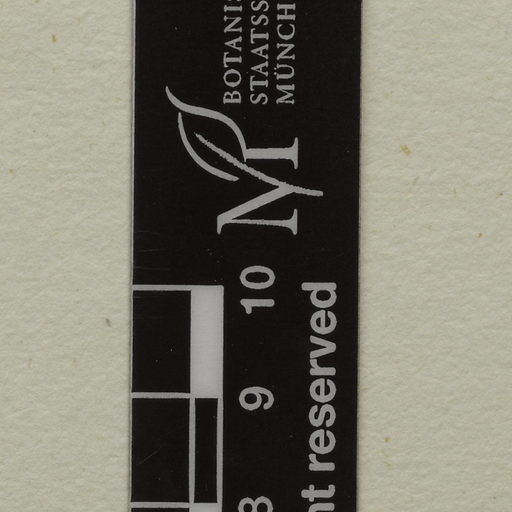 BOTANIS
STAATSS
MÜNCH
8 9 10
nt reserved